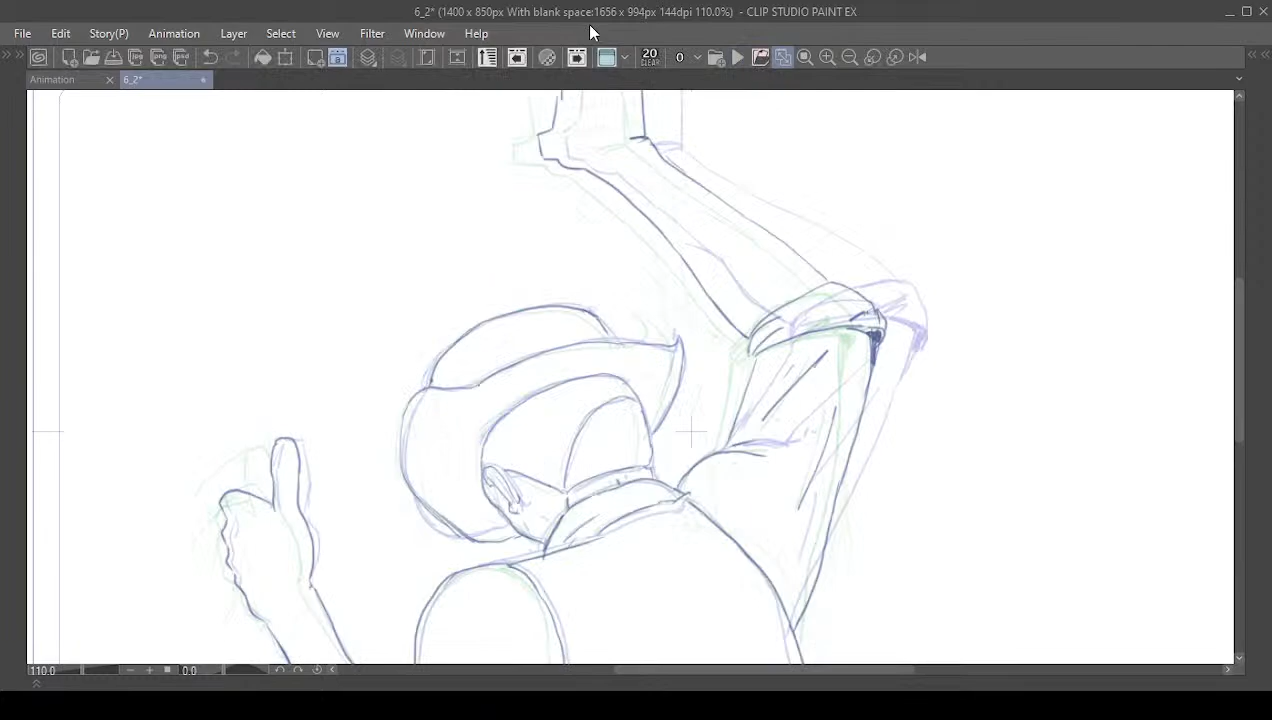 6_2* (1400 x 850px With blank space:1656 x 994px 144dpi 110.0%) - CLIP STUDIO PAINT EX
File Edit Story(P) Animation Layer Select View Filter Window Help
20 CLEAR 0
Animation 6_2*
110.0 0.0